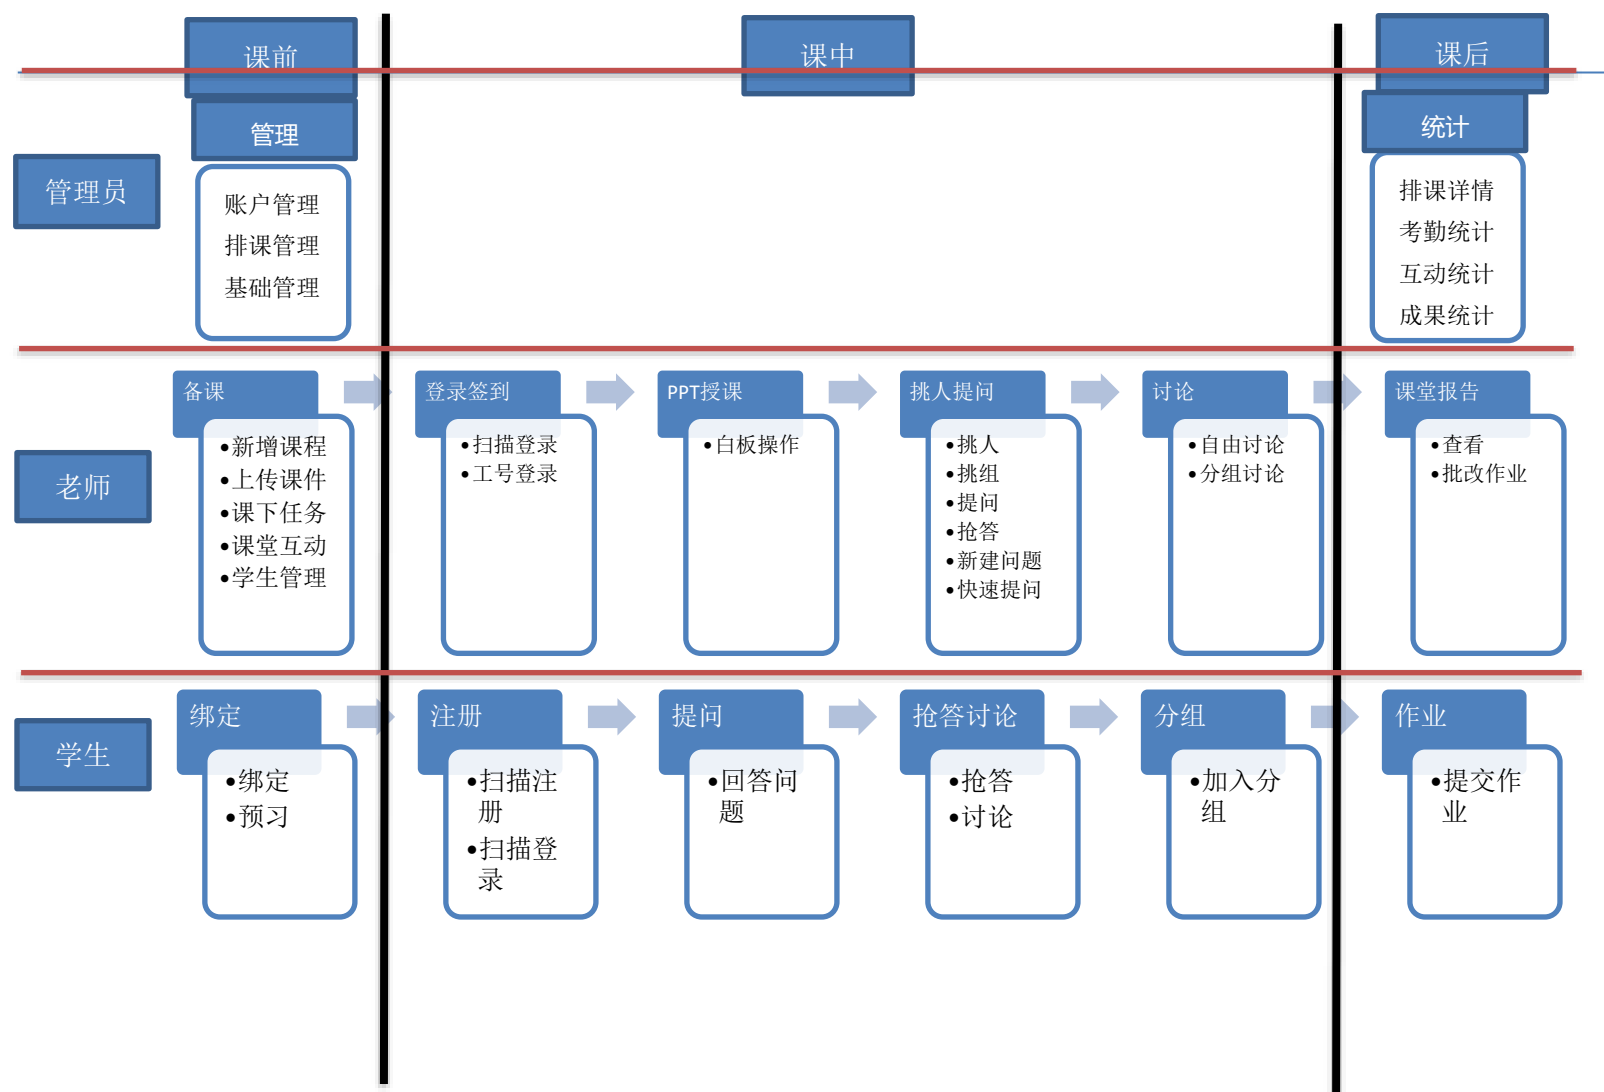 课前
课中
课后
管理
统计
管理员
账户管理
排课管理
基础管理
排课详情
考勤统计
互动统计
成果统计
老师
备课
•新增课程
•上传课件
•课下任务
•课堂互动
•学生管理
登录签到
•扫描登录
•工号登录
PPT授课
•白板操作
挑人提问
•挑人
•挑组
•提问
•抢答
•新建问题
•快速提问
讨论
•自由讨论
•分组讨论
课堂报告
•查看
•批改作业
学生
绑定
•绑定
•预习
注册
•扫描注
册
•扫描登
录
提问
•回答问
题
抢答讨论
•抢答
•讨论
分组
•加入分
组
作业
•提交作
业